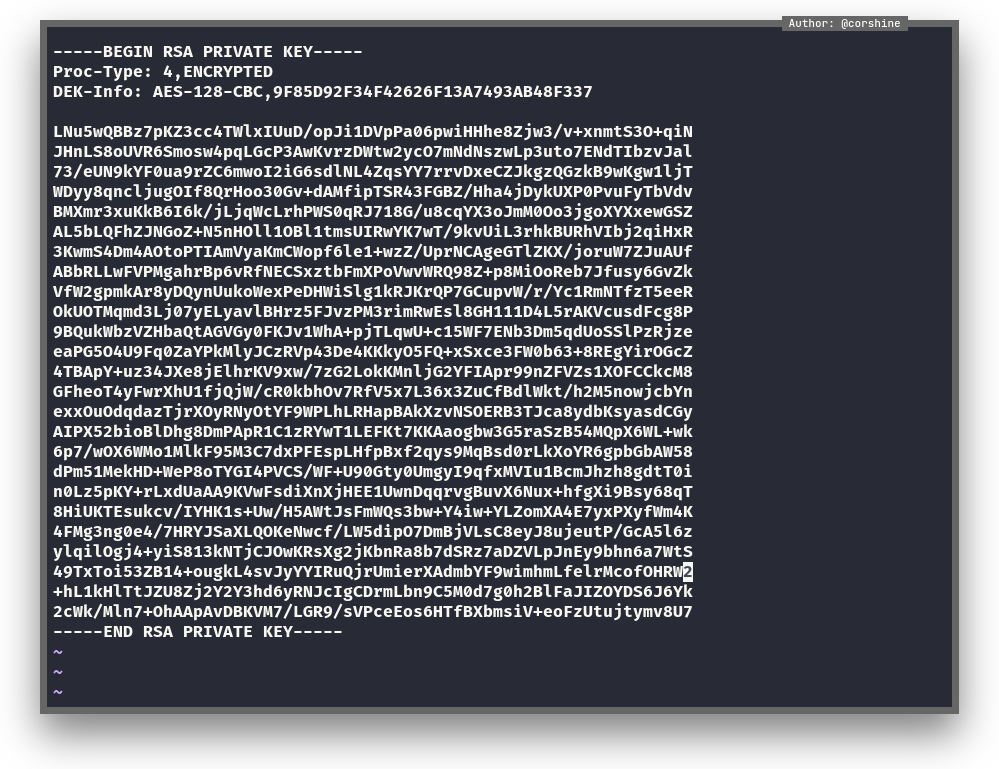 Author: @corshine
-----BEGIN RSA PRIVATE KEY-----
Proc-Type: 4,ENCRYPTED
DEK-Info: AES-128-CBC,9F85D92F34F42626F13A7493AB48F337

LNu5wQBBz7pKZ3cc4TWlxIUuD/opJi1DVpPa06pwiHHhe8Zjw3/v+xnmtS3O+qiN
JHnLS8oUVR6Smosw4pqLGcP3AwKvrzDWtw2ycO7mNdNszwLp3uto7ENdTIbzvJal
73/eUN9kYF0ua9rZC6mwoI2iG6sdlNL4ZqsYY7rrvDxeCZJkgzQGzkB9wKgw1ljT
WDyy8qncljugOIf8QrHoo30Gv+dAMfipTSR43FGBZ/Hha4jDykUXP0PvuFyTbVdv
BMXmr3xuKkB6I6k/jLjqWcLrhPWS0qRJ718G/u8cqYX3oJmM0Oo3jgoXYXxewGSZ
AL5bLQFhZJNGoZ+N5nHOll1OBl1tmsUIRwYK7wT/9kvUiL3rhkBURhVIbj2qiHxR
3KwmS4Dm4AOtoPTIAmVyaKmCWopf6le1+wzZ/UprNCAgeGTlZKX/joruW7ZJuAUf
ABbRLLwFVPMgahrBp6vRfNECSxztbFmXPoVwvWRQ98Z+p8MiOoReb7Jfusy6GvZk
VfW2gpmkAr8yDQynUukoWexPeDHWiSlg1kRJKrQP7GCupvW/r/Yc1RmNTfzT5eeR
OkUOTMqmd3Lj07yELyavlBHrz5FJvzPM3rimRwEsl8GH111D4L5rAKVcusdFcg8P
9BQukWbzVZHbaQtAGVGy0FKJv1WhA+pjTLqwU+c15WF7ENb3Dm5qdUoSSlPzRjze
eaPG5O4U9Fq0ZaYPkMlyJCzRVp43De4KKkyO5FQ+xSxce3FW0b63+8REgYirOGcZ
4TBApY+uz34JXe8jElhrKV9xw/7zG2LokKMnljG2YFIApr99nZFVZs1XOFCCkcM8
GFheoT4yFwrXhU1fjQjW/cR0kbhOv7RfV5x7L36x3ZuCfBdlWkt/h2M5nowjcbYn
exxOuOdqdazTjrXOyRNyOtYF9WPLhLRHapBAkXzvNSOERB3TJca8ydbKsyasdCGy
AIPX52bioBlDhg8DmPApR1C1zRYwT1LEFKt7KKAaogbw3G5raSzB54MQpX6WL+wk
6p7/wOX6WMo1MlkF95M3C7dxPFEspLHfpBxf2qys9MqBsd0rLkXoYR6gpbGbAW58
dPm51MekHD+WeP8oTYGI4PVCS/WF+U90Gty0UmgyI9qfxMVIu1BcmJhzh8gdtT0i
n0Lz5pKY+rLxdUaAA9KVwFsdiXnXjHEE1UwnDqqrvgBuvX6Nux+hfgXi9Bsy68qT
8HiUKTEsukcv/IYHK1s+Uw/H5AWtJsFmWQs3bw+Y4iw+YLZomXA4E7yxPXyfWm4K
4FMg3ng0e4/7HRYJSaXLQOKeNwcf/LW5dipO7DmBjVLsC8eyJ8ujeutP/GcA5l6z
ylqilOgj4+yiS813kNTjCJOwKRsXg2jKbnRa8b7dSRz7aDZVLpJnEy9bhn6a7WtS
49TxToi53ZB14+ougkL4svJyYYIRuQjrUmierXAdmbYF9wimhmLfelrMcofOHRW2
+hL1kHlTtJZU8Zj2Y2Y3hd6yRNJcIgCDrmLbn9C5M0d7g0h2BlFaJIZOYDS6J6Yk
2cWk/Mln7+OhAApAvDBKVM7/LGR9/sVPceEos6HTfBXbmsiV+eoFzUtujtymv8U7
-----END RSA PRIVATE KEY-----
~
~
~